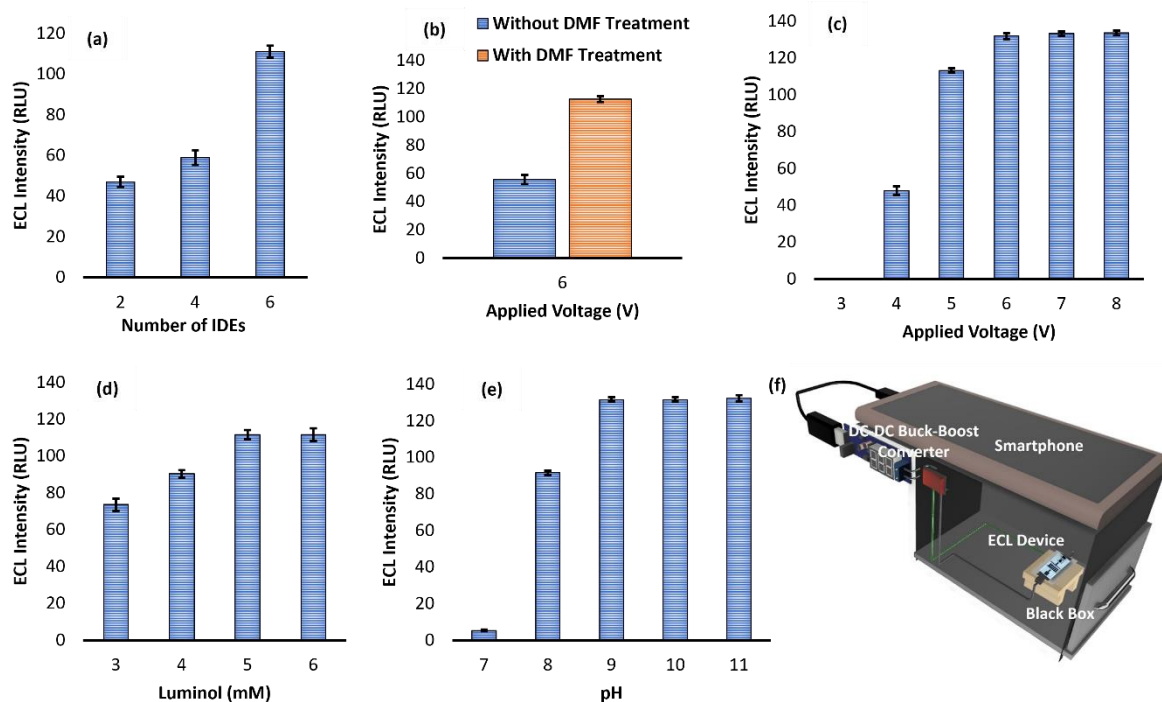 (a)
ECL Intensity (RLU)
120
100
80
60
40
20
0
2 4 6
Number of IDEs
(b)
Without DMF Treatment
With DMF Treatment
ECL Intensity (RLU)
120
100
80
60
40
20
0
6
Applied Voltage (V)
(c)
ECL Intensity (RLU)
140
120
100
80
60
40
20
0
3 4 5 6 7 8
Applied Voltage (V)
(d)
ECL Intensity (RLU)
140
120
100
80
60
40
20
0
3 4 5 6
Luminol (mM)
(e)
ECL Intensity (RLU)
140
120
100
80
60
40
20
0
7 8 9 10 11
pH
(f)
DC-DC Buck-Boost
Converter
Smartphone
ECL Device
Black Box